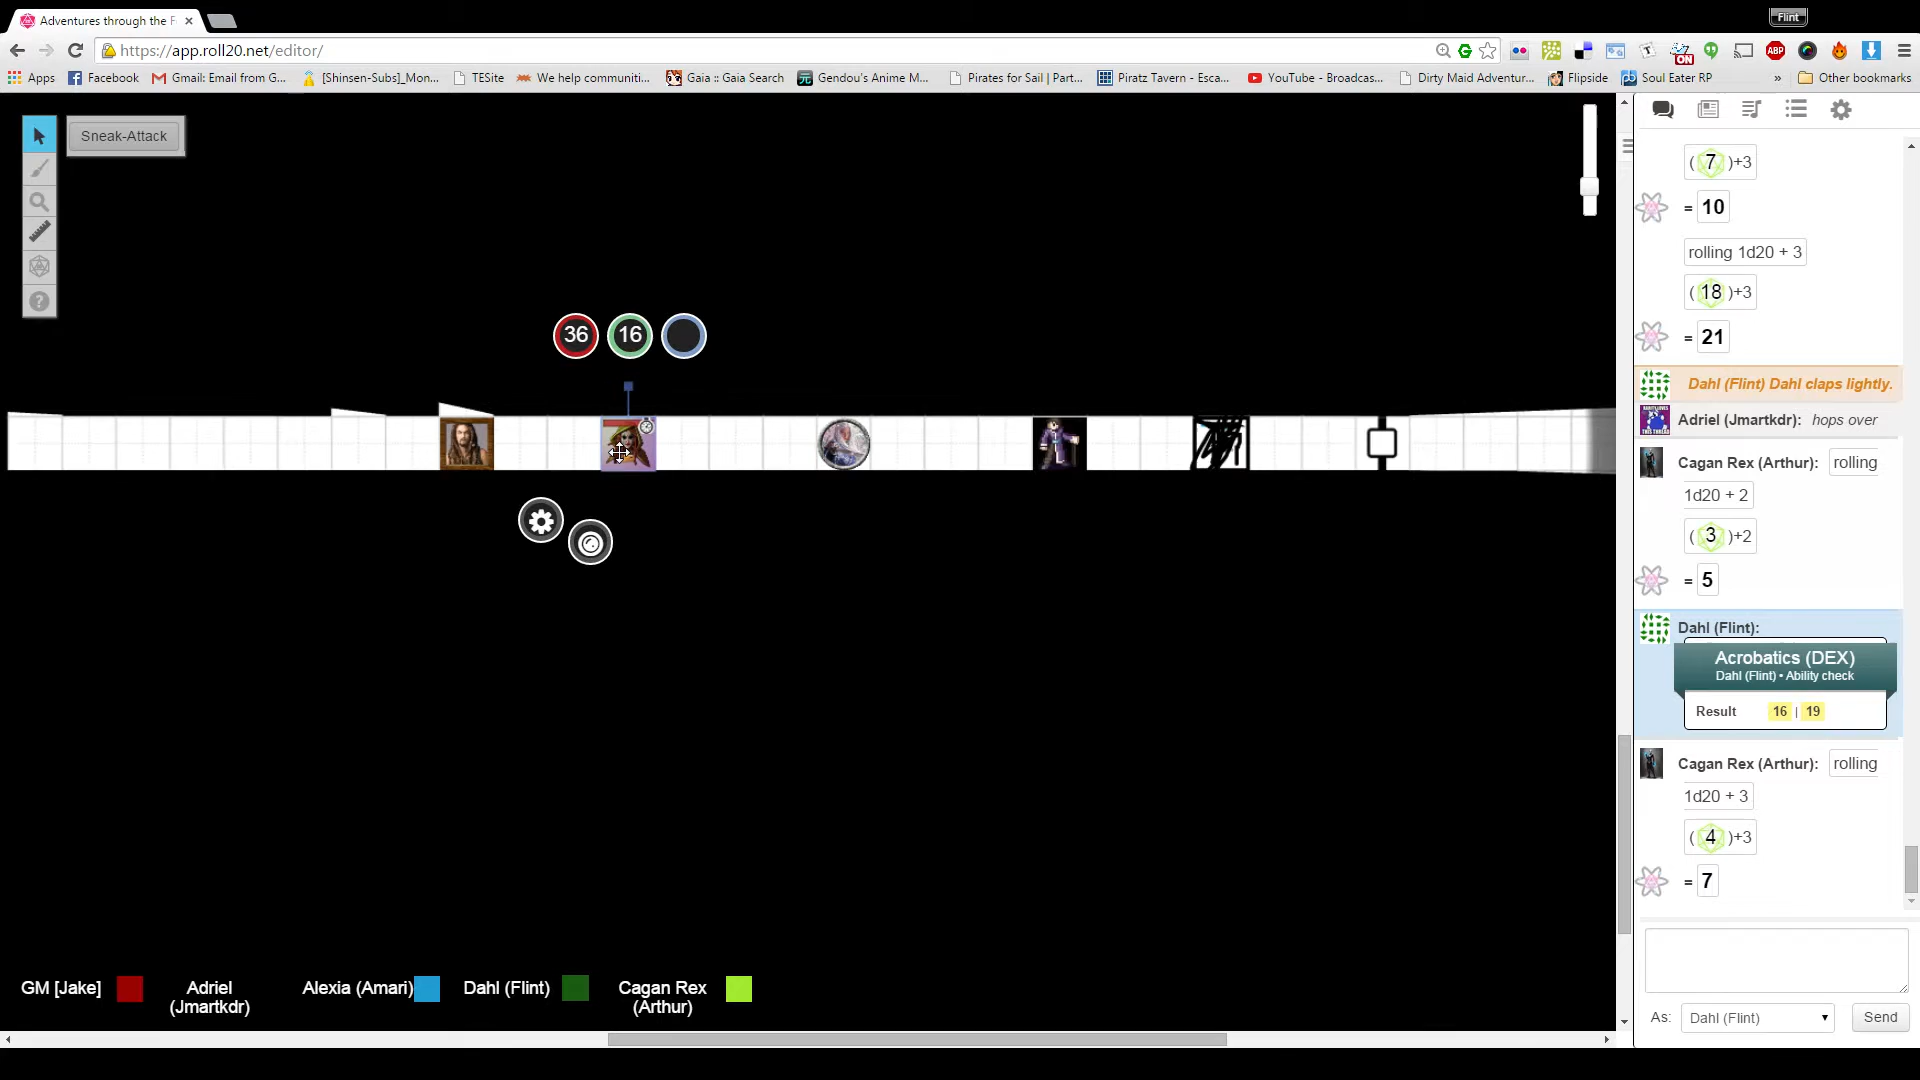 Adventures through the F
Flint
https://app.roll20.net/editor/
Apps
Facebook
Gmail: Email from G...
[Shinsen-Subs]_Mon...
TESite
We help communiti...
Gaia :: Gaia Search
Gendou's Anime M...
Pirates for Sail | Part...
Piratz Tavern - Esca...
YouTube - Broadcas...
Dirty Maid Adventur...
Flipside
Soul Eater RP
»
Other bookmarks
ABP
ON
Sneak-Attack
36
16
(7)+3
= 10
rolling 1d20 + 3
(18)+3
= 21
Dahl (Flint) Dahl claps lightly.
Adriel (Jmartkdr): hops over
Cagan Rex (Arthur): rolling
1d20 + 2
(3)+2
= 5
Dahl (Flint):
Acrobatics (DEX)
Dahl (Flint) • Ability check
Result 16 | 19
Cagan Rex (Arthur): rolling
1d20 + 3
(4)+3
= 7
GM [Jake]
Adriel
(Jmartkdr)
Alexia (Amari)
Dahl (Flint)
Cagan Rex
(Arthur)
As: Dahl (Flint) Send